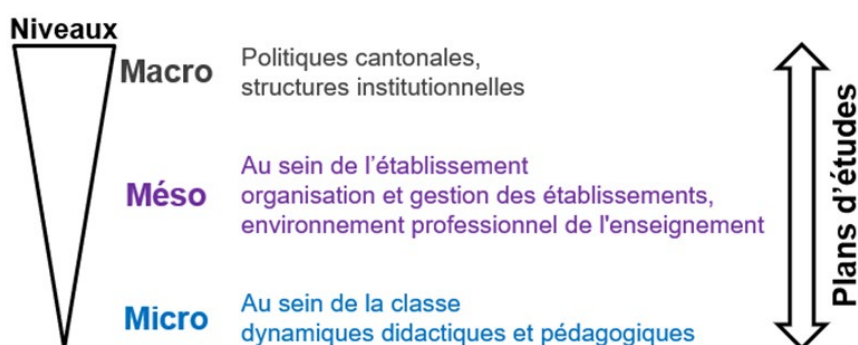 Niveaux
Macro
Politiques cantonales,
structures institutionnelles
Méso
Au sein de l’établissement
organisation et gestion des établissements,
environnement professionnel de l'enseignement
Micro
Au sein de la classe
dynamiques didactiques et pédagogiques
Plans d’études